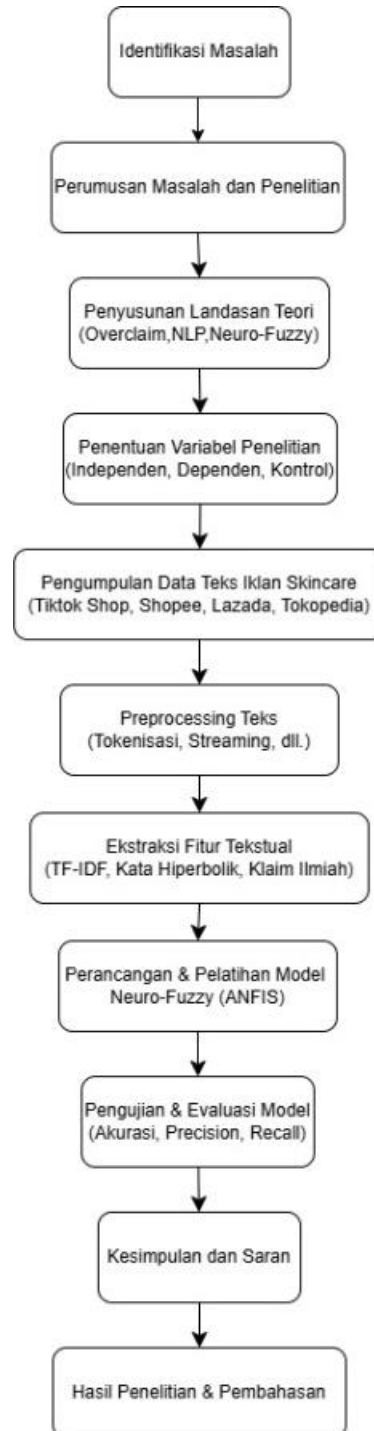 Identifikasi Masalah
Perumusan Masalah dan Penelitian
Penyusunan Landasan Teori
(Overclaim,NLP,Neuro-Fuzzy)
Penentuan Variabel Penelitian
(Independen, Dependen, Kontrol)
Pengumpulan Data Teks Iklan Skincare
(Tiktok Shop, Shopee, Lazada, Tokopedia)
Preprocessing Teks
(Tokenisasi, Streaming, dll.)
Ekstraksi Fitur Tekstual
(TF-IDF, Kata Hiperbolik, Klaim Ilmiah)
Perancangan & Pelatihan Model
Neuro-Fuzzy (ANFIS)
Pengujian & Evaluasi Model
(Akurasi, Precision, Recall)
Kesimpulan dan Saran
Hasil Penelitian & Pembahasan